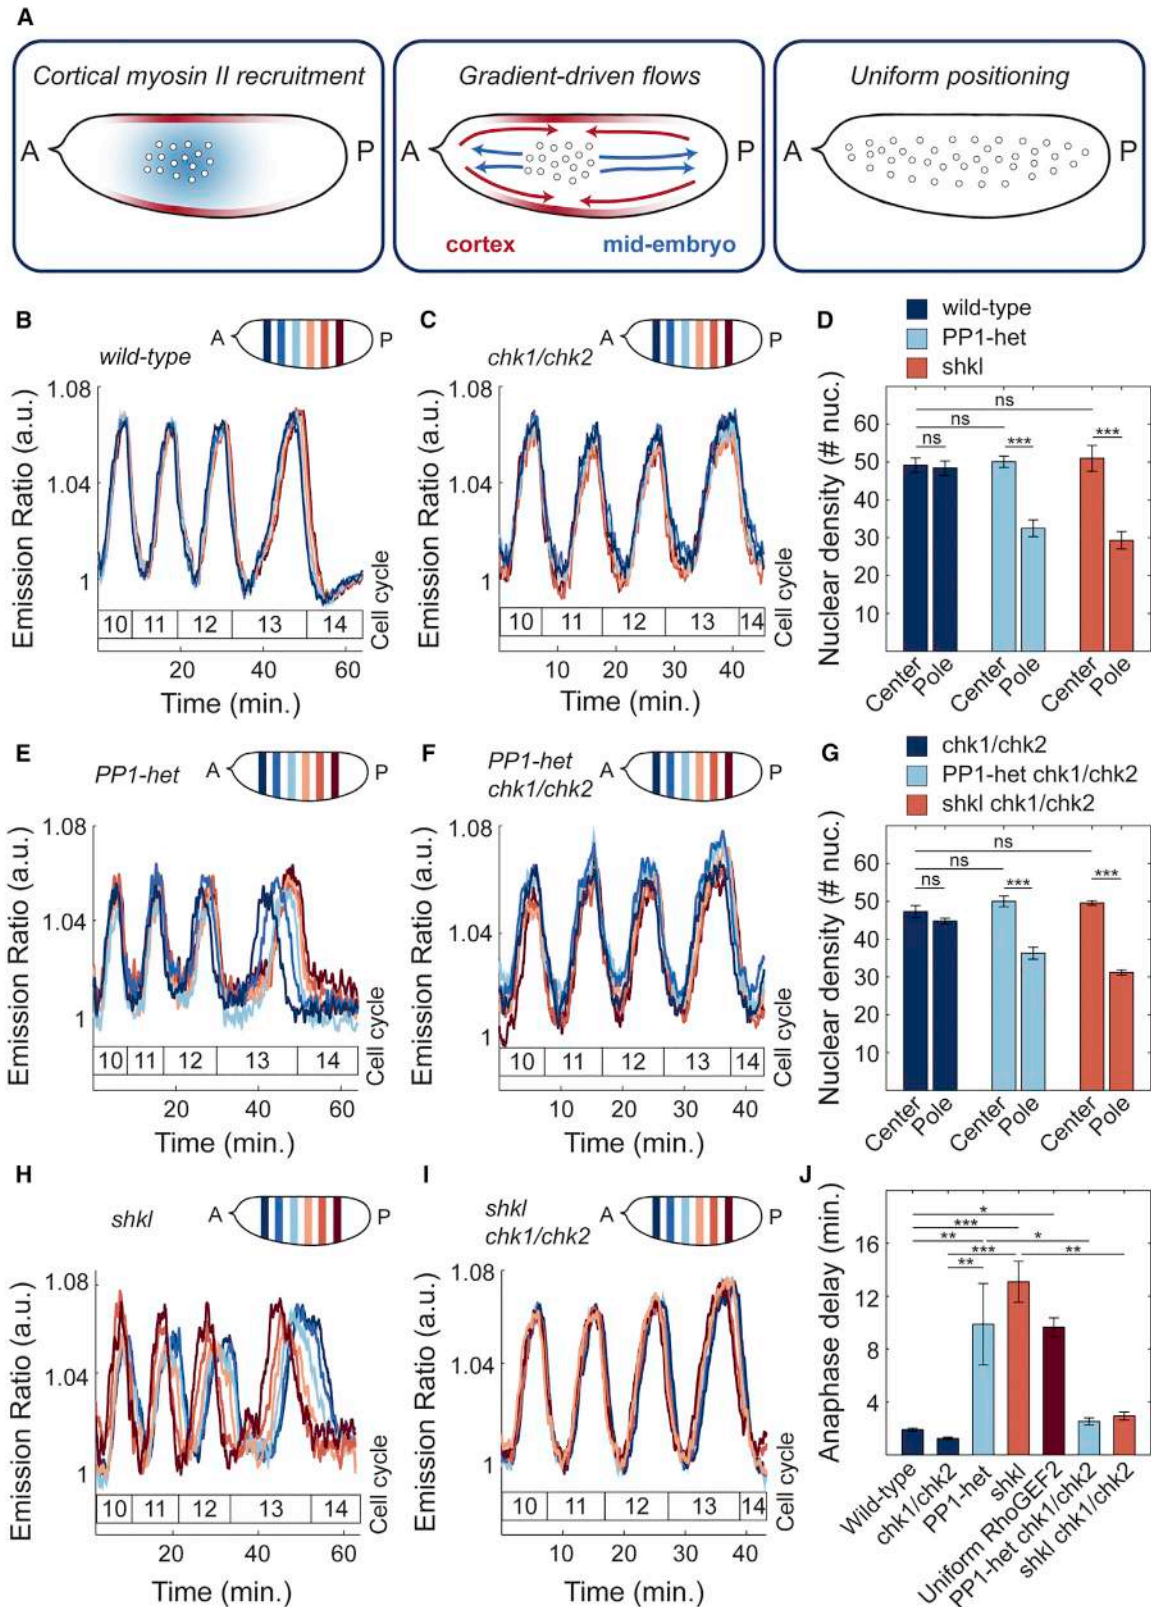 A
Cortical myosin II recruitment
A
P
Gradient-driven flows
A
P
cortex
mid-embryo
Uniform positioning
A
P
B
wild-type
A
P
Emission Ratio (a.u.)
1.08
1.04
1
10 11 12 13 14
Cell cycle
20 40 60
Time (min.)
C
chk1/chk2
A
P
Emission Ratio (a.u.)
1.08
1.04
1
10 11 12 13 14
Cell cycle
10 20 30 40
Time (min.)
D
wild-type
PP1-het
shkl
Nuclear density (# nuc.)
60
50
40
30
20
10
ns
ns
ns
***
***
Center
Pole
Center
Pole
Center
Pole
E
PP1-het
A
P
Emission Ratio (a.u.)
1.08
1.04
1
10 11 12 13 14
Cell cycle
20 40 60
Time (min.)
F
PP1-het
chk1/chk2
A
P
Emission Ratio (a.u.)
1.08
1.04
1
10 11 12 13 14
Cell cycle
10 20 30 40
Time (min.)
G
chk1/chk2
PP1-het chk1/chk2
shkl chk1/chk2
Nuclear density (# nuc.)
60
50
40
30
20
10
ns
ns
ns
***
***
Center
Pole
Center
Pole
Center
Pole
H
shkl
A
P
Emission Ratio (a.u.)
1.08
1.04
1
10 11 12 13 14
Cell cycle
20 40 60
Time (min.)
I
shkl
chk1/chk2
A
P
Emission Ratio (a.u.)
1.08
1.04
1
10 11 12 13 14
Cell cycle
10 20 30 40
Time (min.)
J
Anaphase delay (min.)
16
12
8
4
*
***
** *
*** **
**
Wild-type
chk1/chk2
PP1-het
shkl
Uniform RhoGEF2
PP1-het chk1/chk2
shkl chk1/chk2